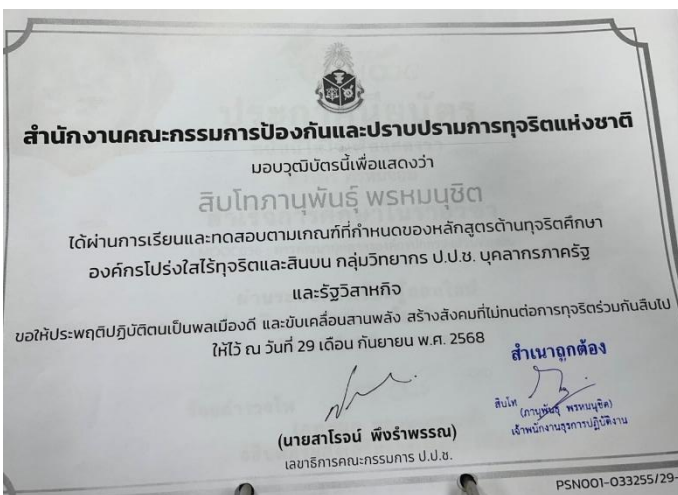 สำนักงานคณะกรรมการป้องกันและปราบปรามการทุจริตแห่งชาติ
มอบวุฒิบัตรนี้เพื่อแสดงว่า
สิบโทภานุพันธุ์ พรหมนุชิต
ได้ผ่านการเรียนและทดสอบตามเกณฑ์ที่กำหนดของหลักสูตรต้านทุจริตศึกษา
องค์กรโปร่งใสไร้ทุจริตและสินบน กลุ่มวิทยากร ป.ป.ช. บุคลากรภาครัฐ
และรัฐวิสาหกิจ
ขอให้ประพฤติปฏิบัติตนเป็นพลเมืองดี และขับเคลื่อนสานพลัง สร้างสังคมที่ไม่ทนต่อการทุจริตร่วมกันสืบไป
ให้ไว้ ณ วันที่ 29 เดือน กันยายน พ.ศ. 2568
สำเนาถูกต้อง
สิบโท
(ภานุพันธุ์ พรหมนุชิต)
เจ้าพนักงานธุรการปฏิบัติงาน
(นายสาโรจน์ พึงรำพรรณ)
เลขาธิการคณะกรรมการ ป.ป.ช.
PSN001-033255/29-